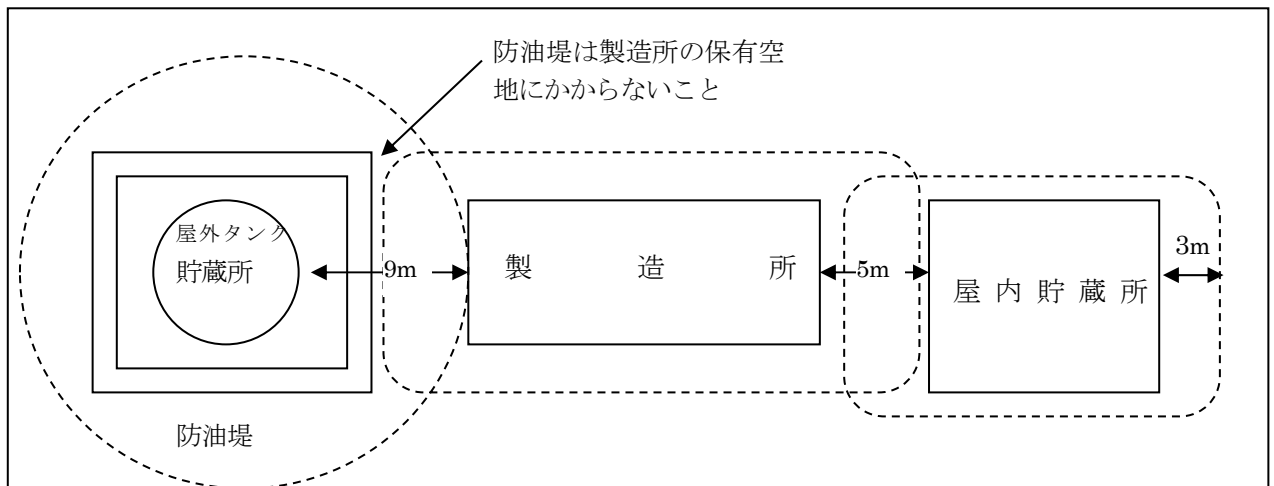 防油堤は製造所の保有空
地にかからないこと
屋外タンク
貯蔵所
9m
製造所
5m
屋内貯蔵所
3m
防油堤